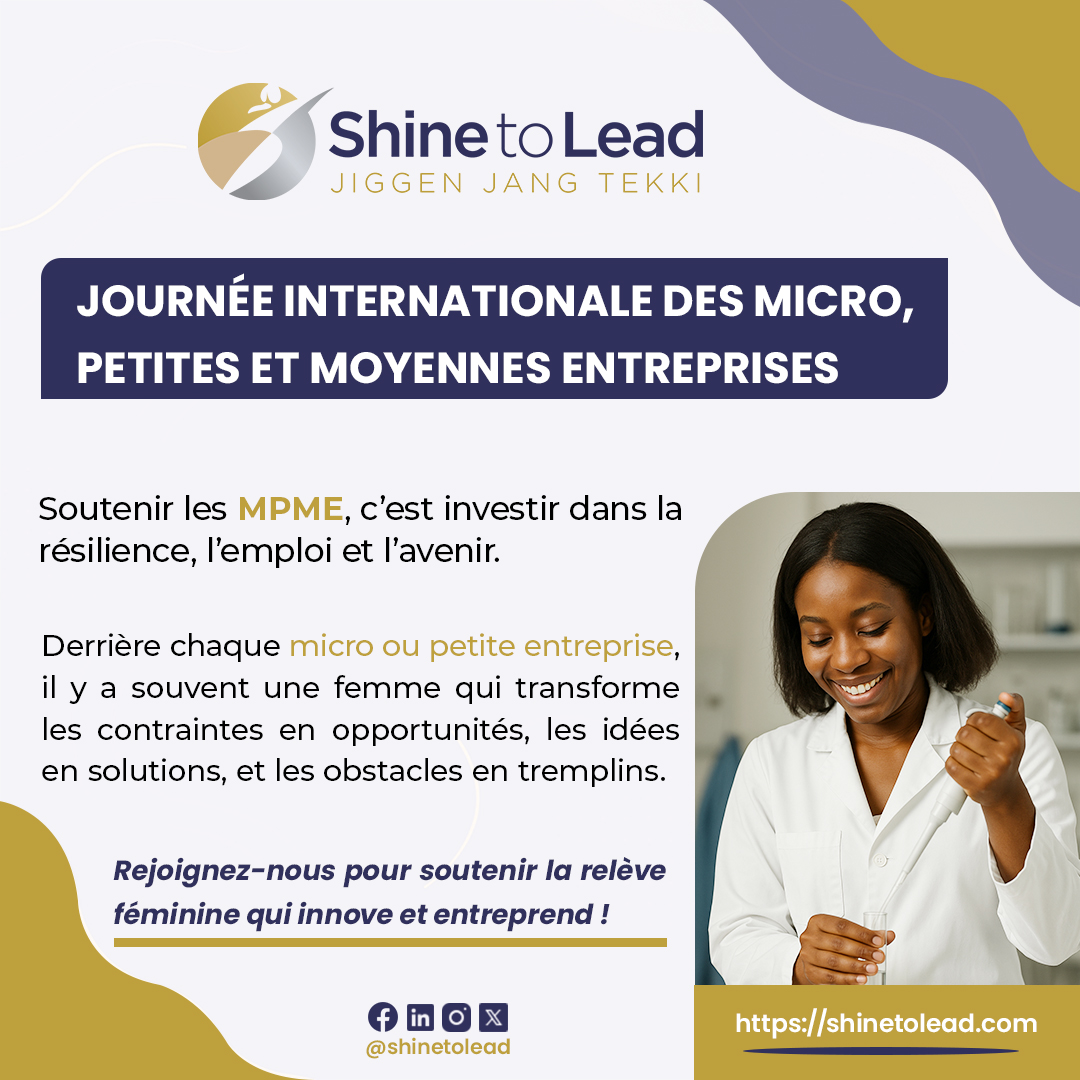 Shine to Lead
JIGGEN JANG TEKKI
JOURNÉE INTERNATIONALE DES MICRO,
PETITES ET MOYENNES ENTREPRISES
Soutenir les MPME, c’est investir dans la
résilience, l’emploi et l’avenir.
Derrière chaque micro ou petite entreprise,
il y a souvent une femme qui transforme
les contraintes en opportunités, les idées
en solutions, et les obstacles en tremplins.
Rejoignez-nous pour soutenir la relève
féminine qui innove et entreprend !
@shinetolead
https://shinetolead.com